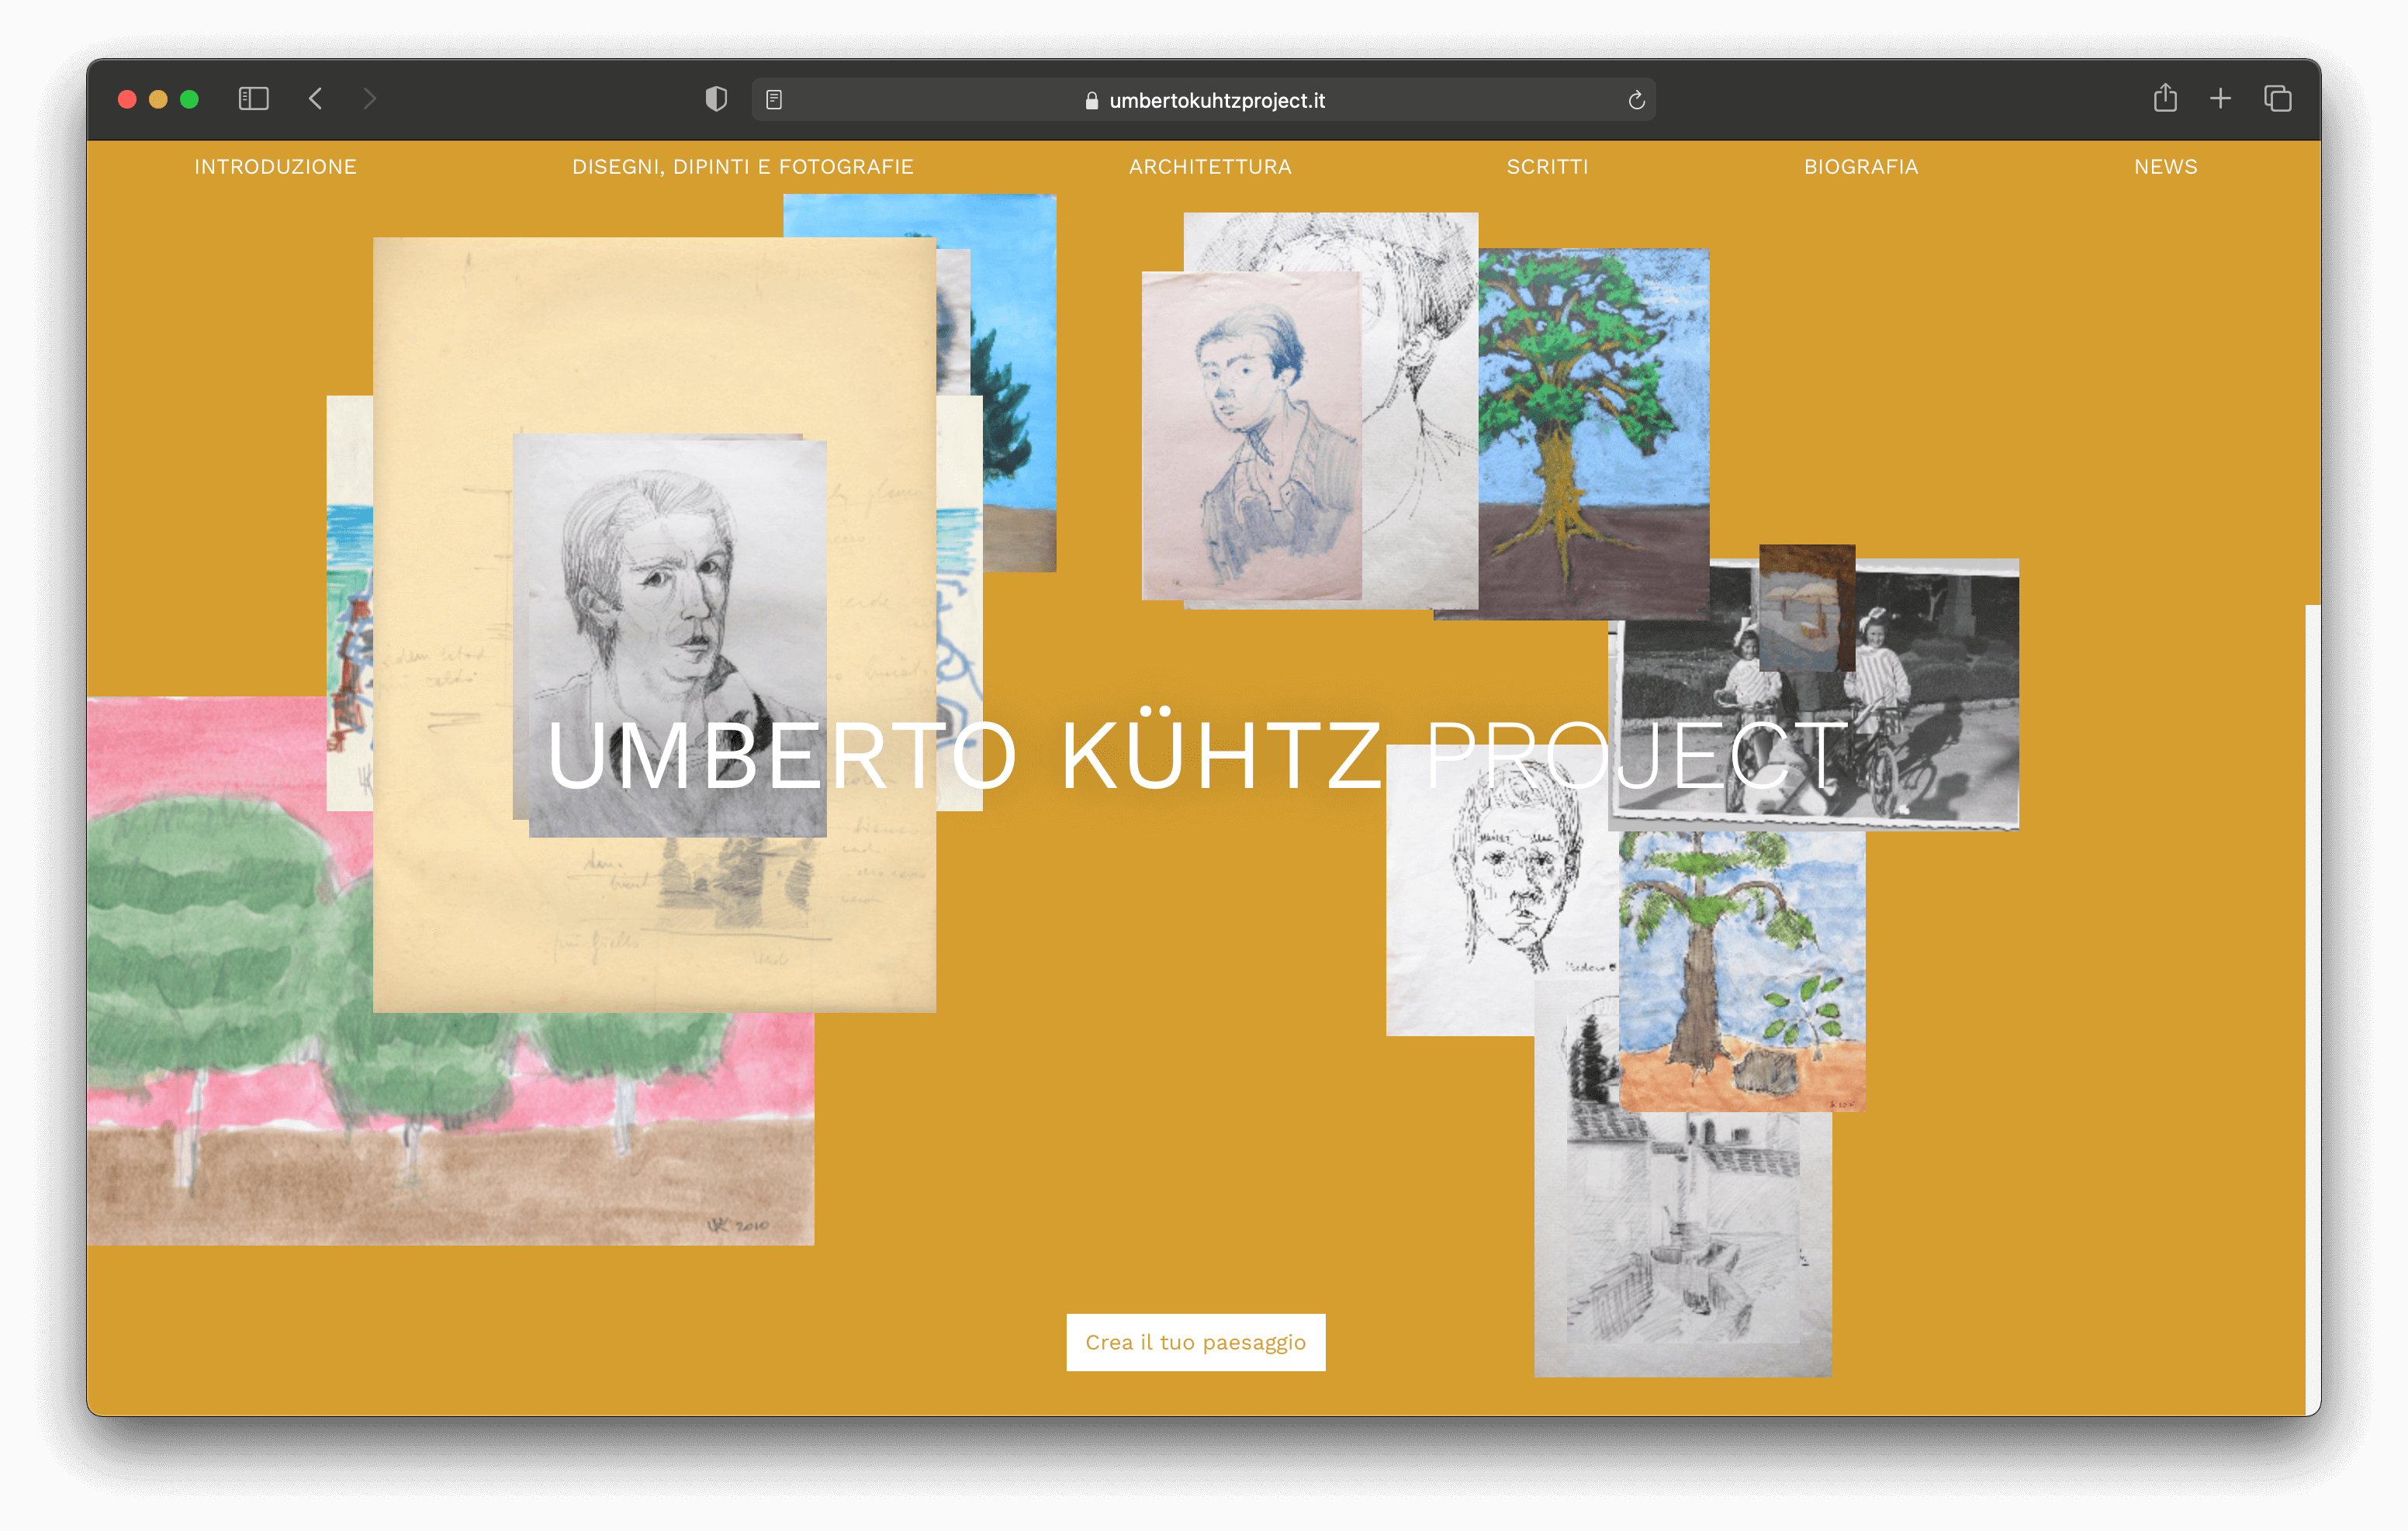 umbertokuhtzproject.it
INTRODUZIONE
DISEGNI, DIPINTI E FOTOGRAFIE
ARCHITETTURA
SCRITTI
BIOGRAFIA
NEWS
UMBERTO KÜHTZ PROJECT
UK 2010
Crea il tuo paesaggio